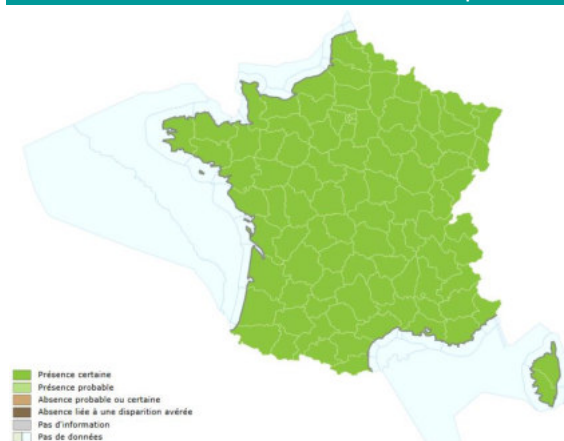 Présence certaine
Présence probable
Absence probable ou certaine
Absence liée à une disparition avérée
Pas d'information
Pas de données